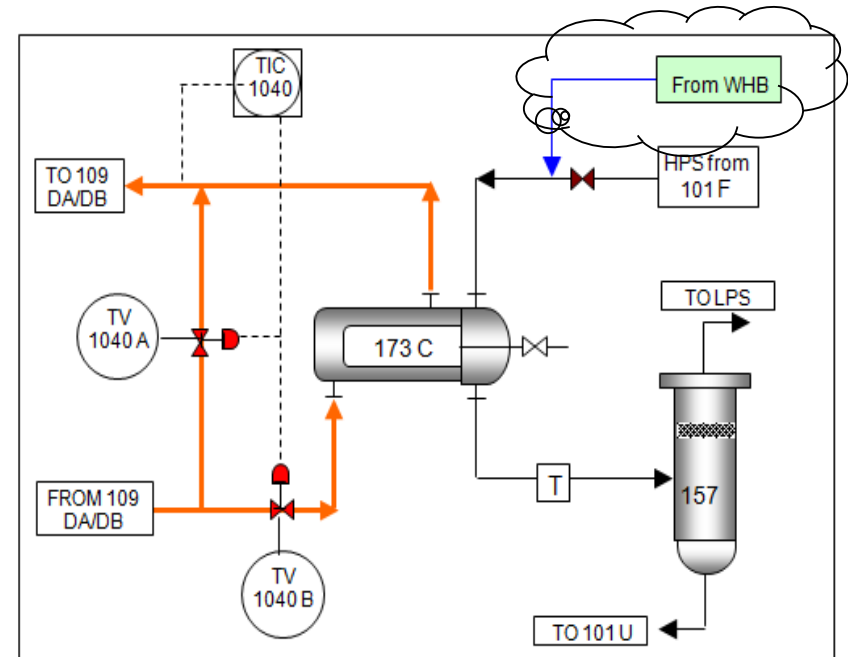 TIC
1040
From WHB
TO 109
DA/DB
HPS from
101 F
TV
1040 A
173 C
TO LPS
FROM 109
DA/DB
T
157
TV
1040 B
TO 101 U